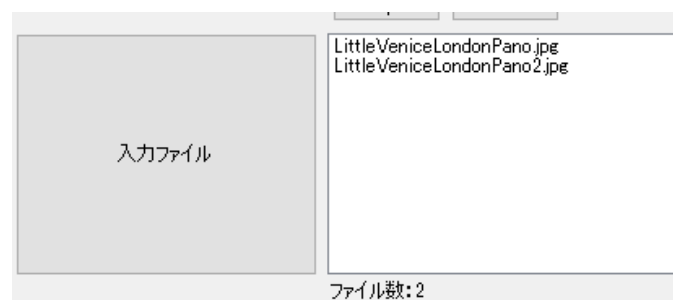 LittleVeniceLondonPano.jpg
LittleVeniceLondonPano2.jpg
入力ファイル
ファイル数:2